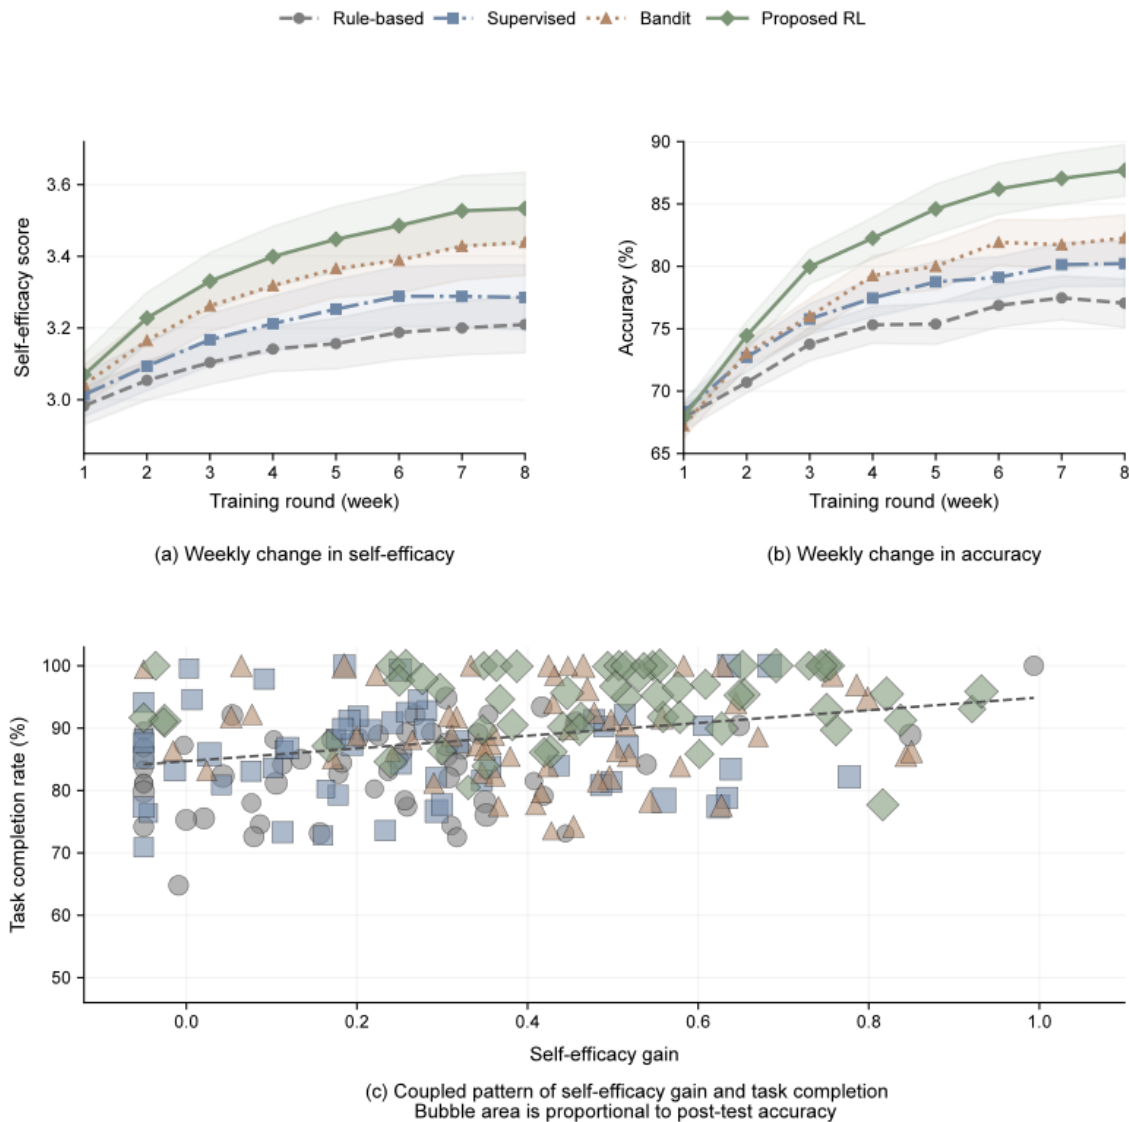 Rule-based Supervised Bandit Proposed RL
Self-efficacy score
3.6
3.4
3.2
3.0
1 2 3 4 5 6 7 8
Training round (week)
(a) Weekly change in self-efficacy
Accuracy (%)
90
85
80
75
70
65
1 2 3 4 5 6 7 8
Training round (week)
(b) Weekly change in accuracy
Task completion rate (%)
100
90
80
70
60
50
0.0 0.2 0.4 0.6 0.8 1.0
Self-efficacy gain
(c) Coupled pattern of self-efficacy gain and task completion
Bubble area is proportional to post-test accuracy